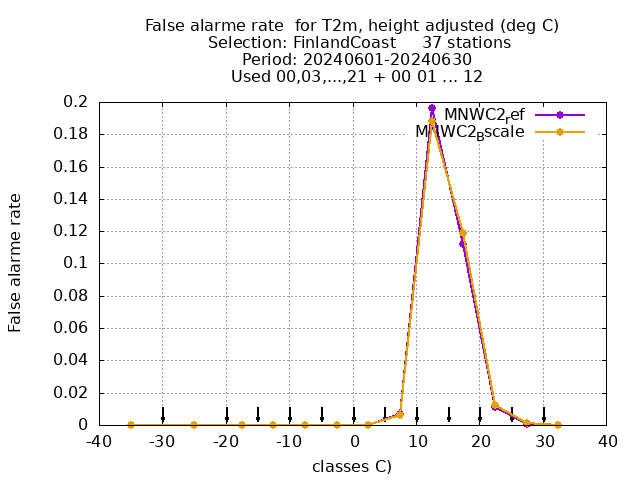 False alarme rate  for T2m, height adjusted (deg C)
Selection: FinlandCoast     37 stations
Period: 20240601-20240630
Used 00,03,...,21 + 00 01 ... 12
MNWC2ref
MNWC2Bscale
False alarme rate
0.2
0.18
0.16
0.14
0.12
0.1
0.08
0.06
0.04
0.02
0
-40 -30 -20 -10 0 10 20 30 40
classes C)